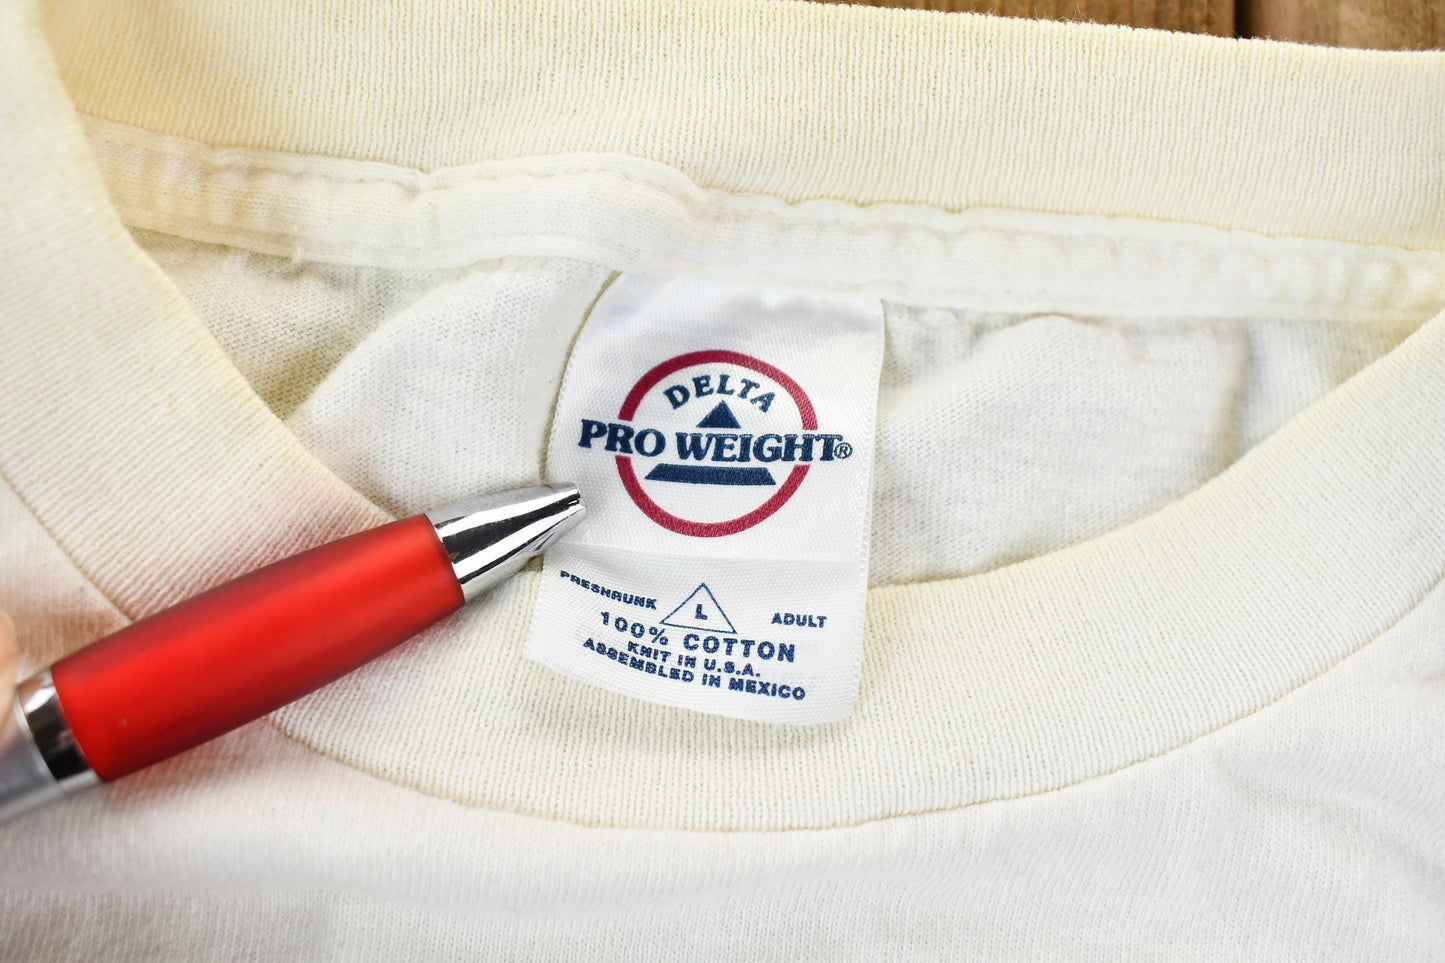 DELTA
PRO WEIGHT®
PRESHRUNK L ADULT
100% COTTON
KNIT IN U.S.A.
ASSEMBLED IN MEXICO